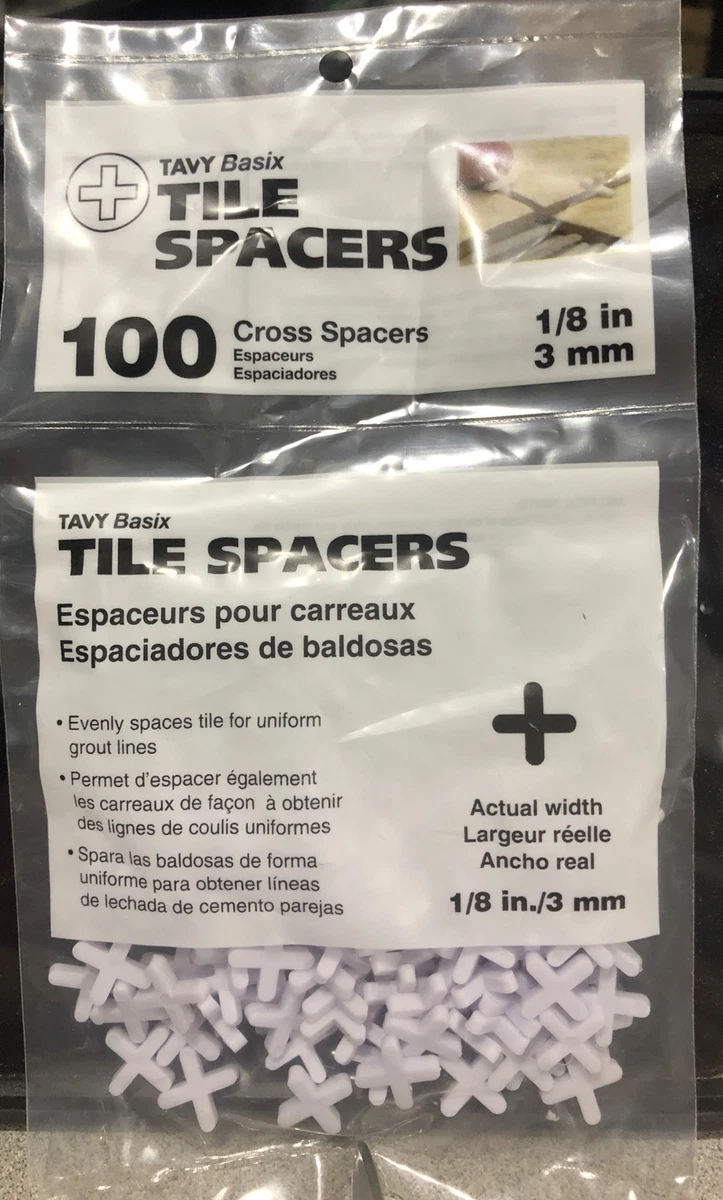 TAVY Basix
TILE
SPACERS
100
Cross Spacers
Espaceurs
Espaciadores
1/8 in
3 mm
TAVY Basix
TILE SPACERS
Espaceurs pour carreaux
Espaciadores de baldosas
• Evenly spaces tile for uniform
grout lines
• Permet d'espacer également
les carreaux de façon à obtenir
des lignes de coulis uniformes
• Spara las baldosas de forma
uniforme para obtener líneas
de lechada de cemento parejas
Actual width
Largeur réelle
Ancho real
1/8 in./3 mm